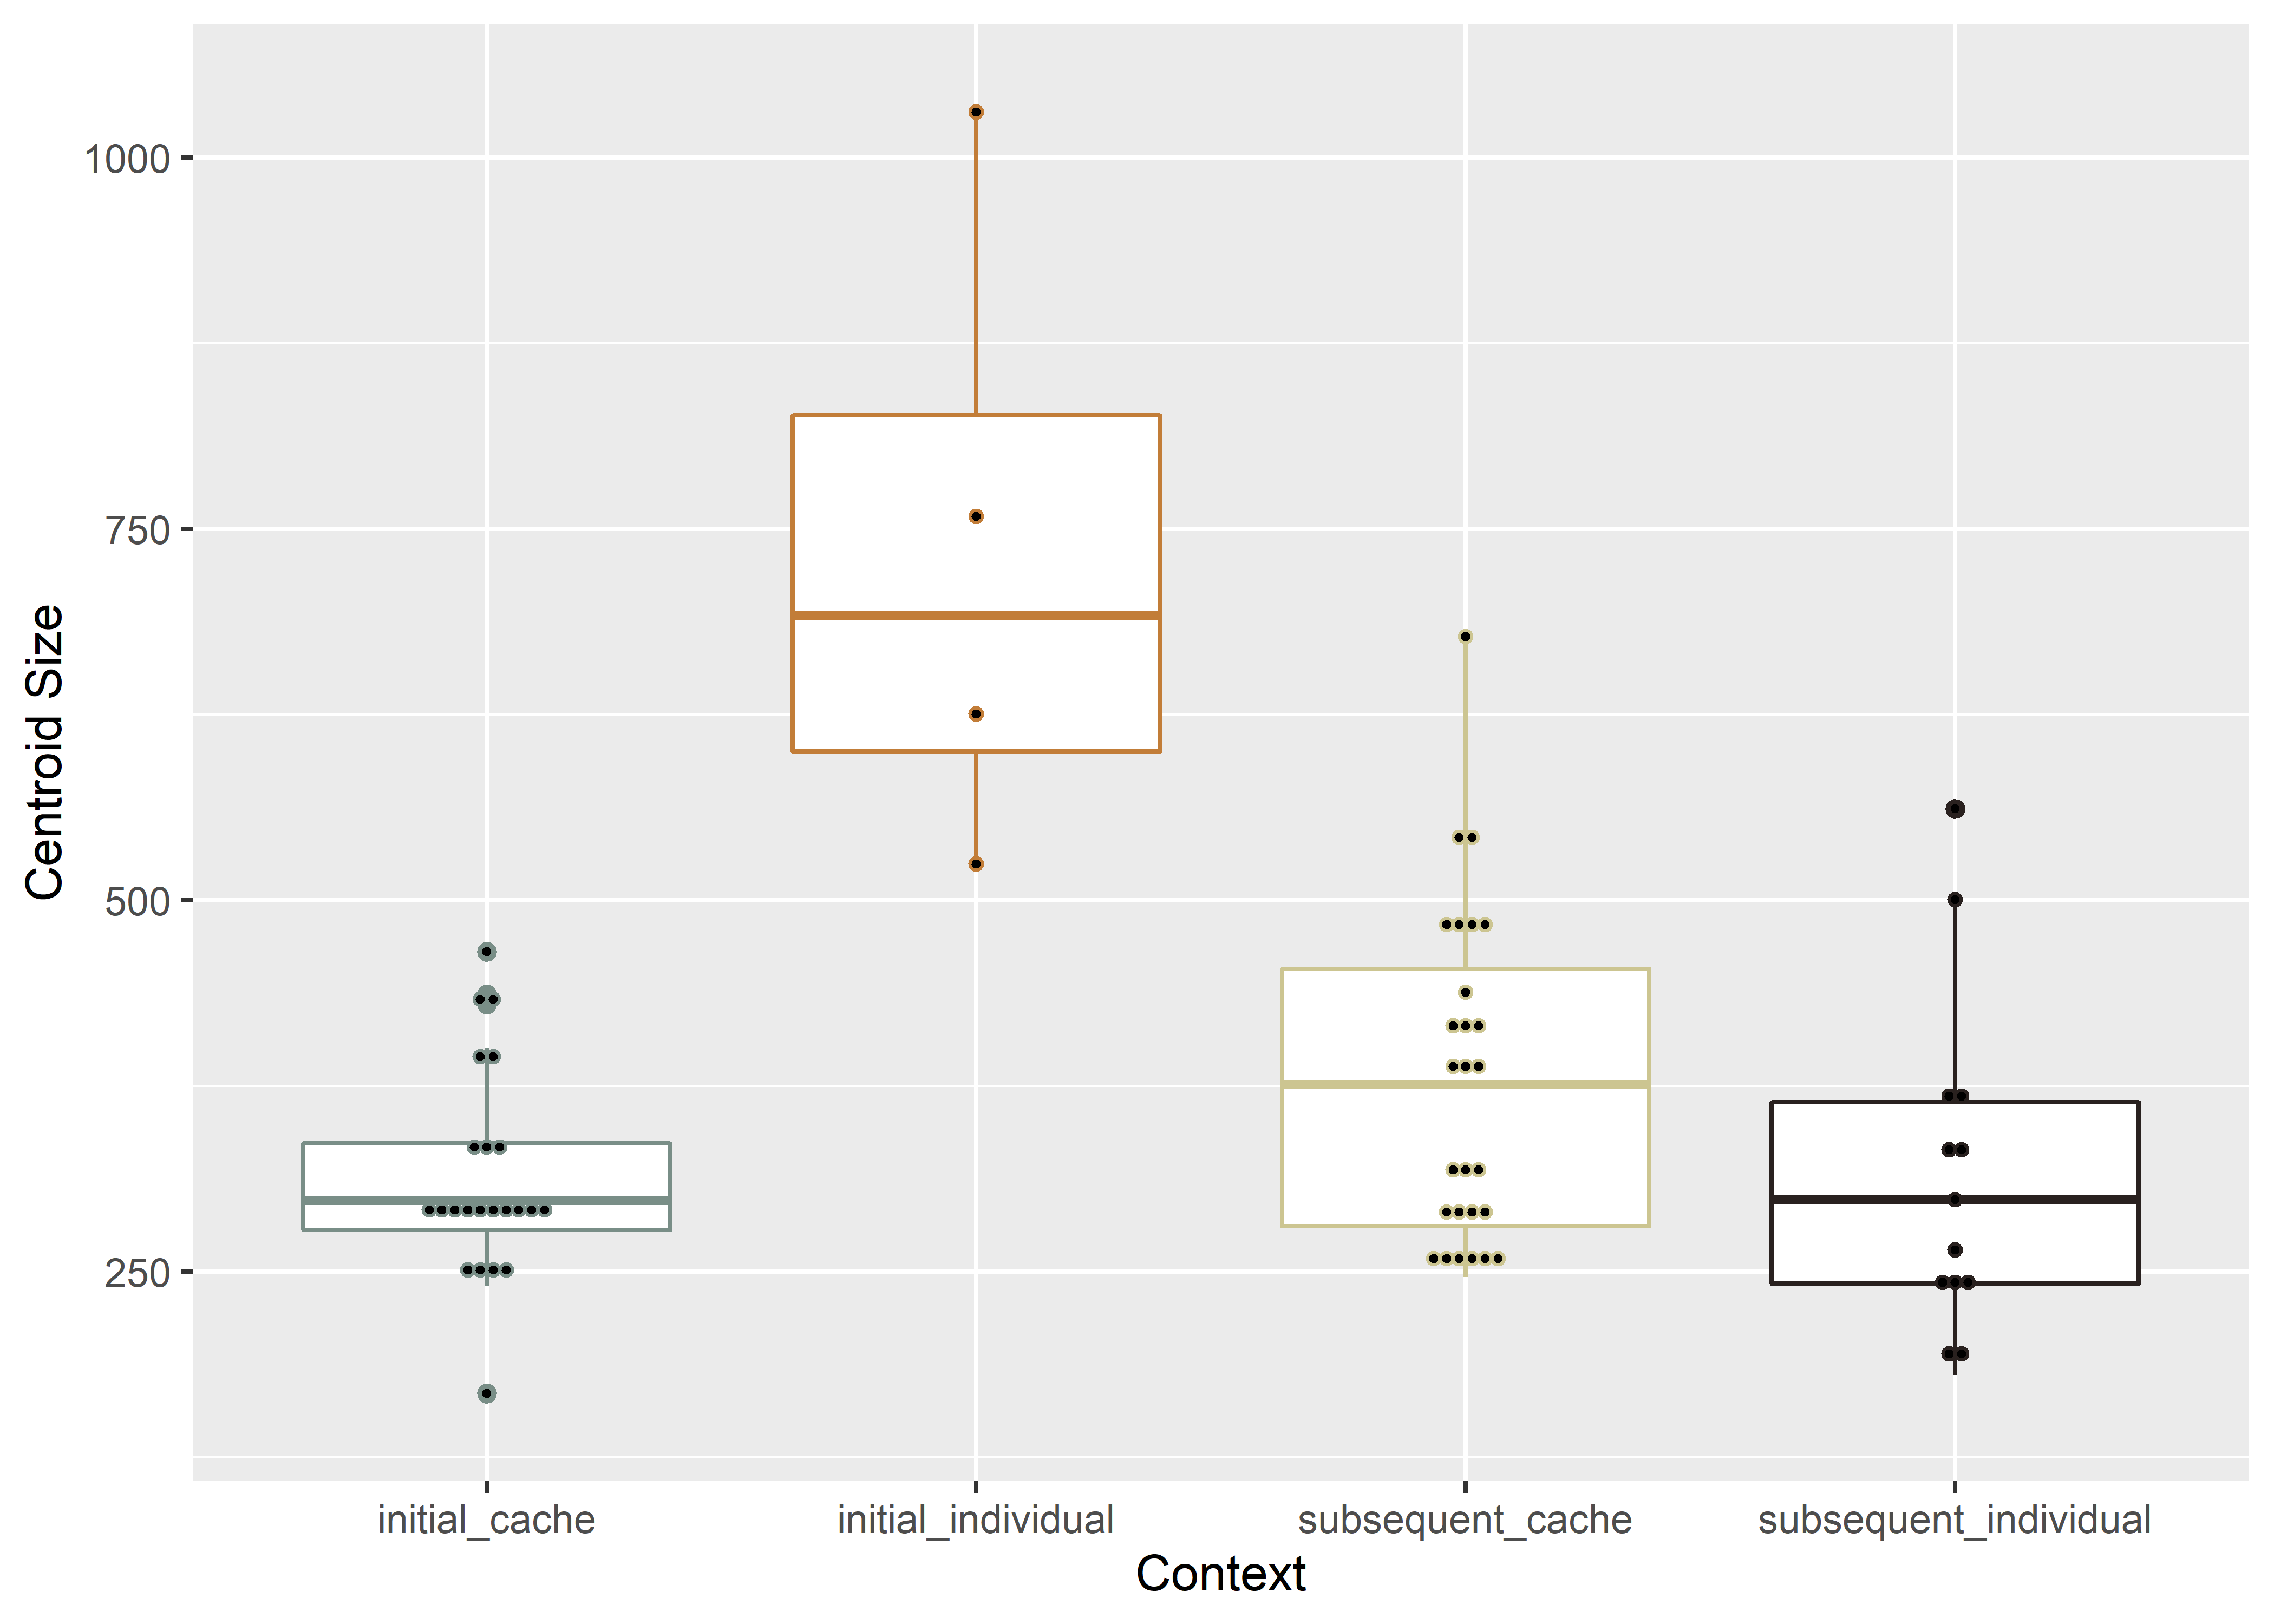 Centroid Size
1000
750
500
250
initial_cache
initial_individual
subsequent_cache
subsequent_individual
Context